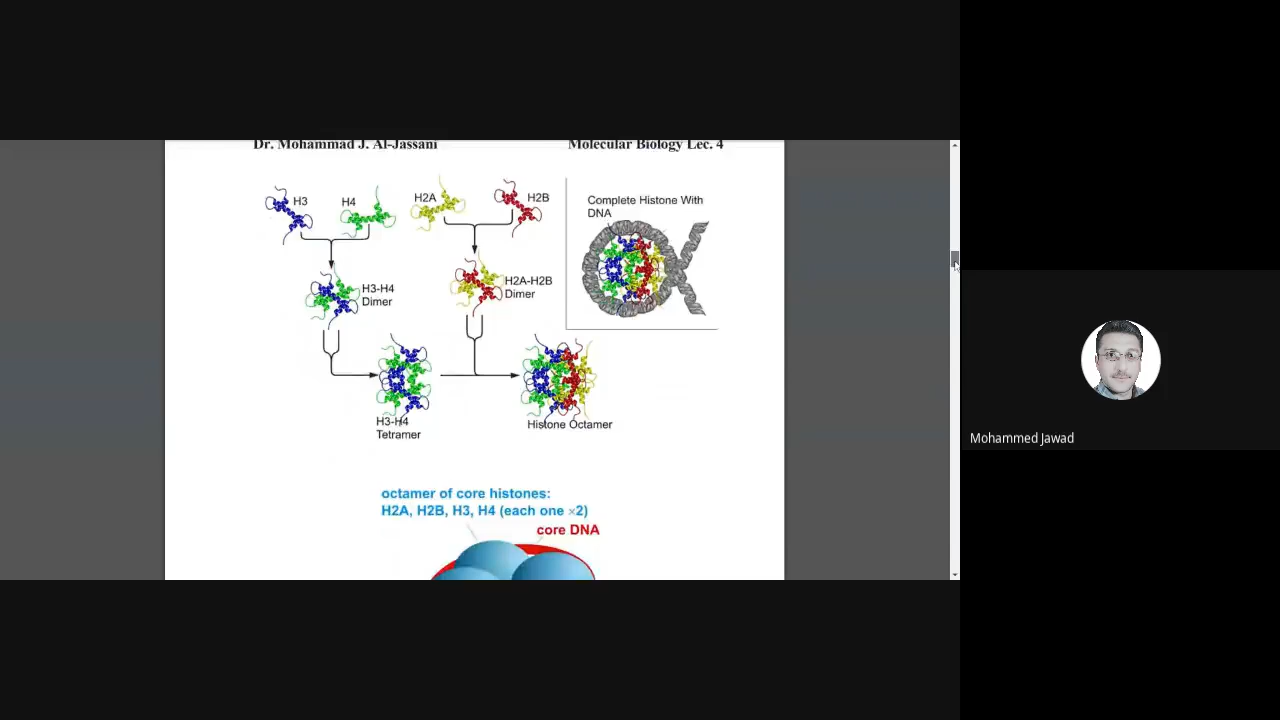 Dr. Mohammad J. Al-Jassani
Molecular Biology Lec. 4
H3
H4
H2A
H2B
Complete Histone With
DNA
H3-H4
Dimer
H2A-H2B
Dimer
H3-H4
Tetramer
Histone Octamer
octamer of core histones:
H2A, H2B, H3, H4 (each one ×2)
core DNA
Mohammed Jawad